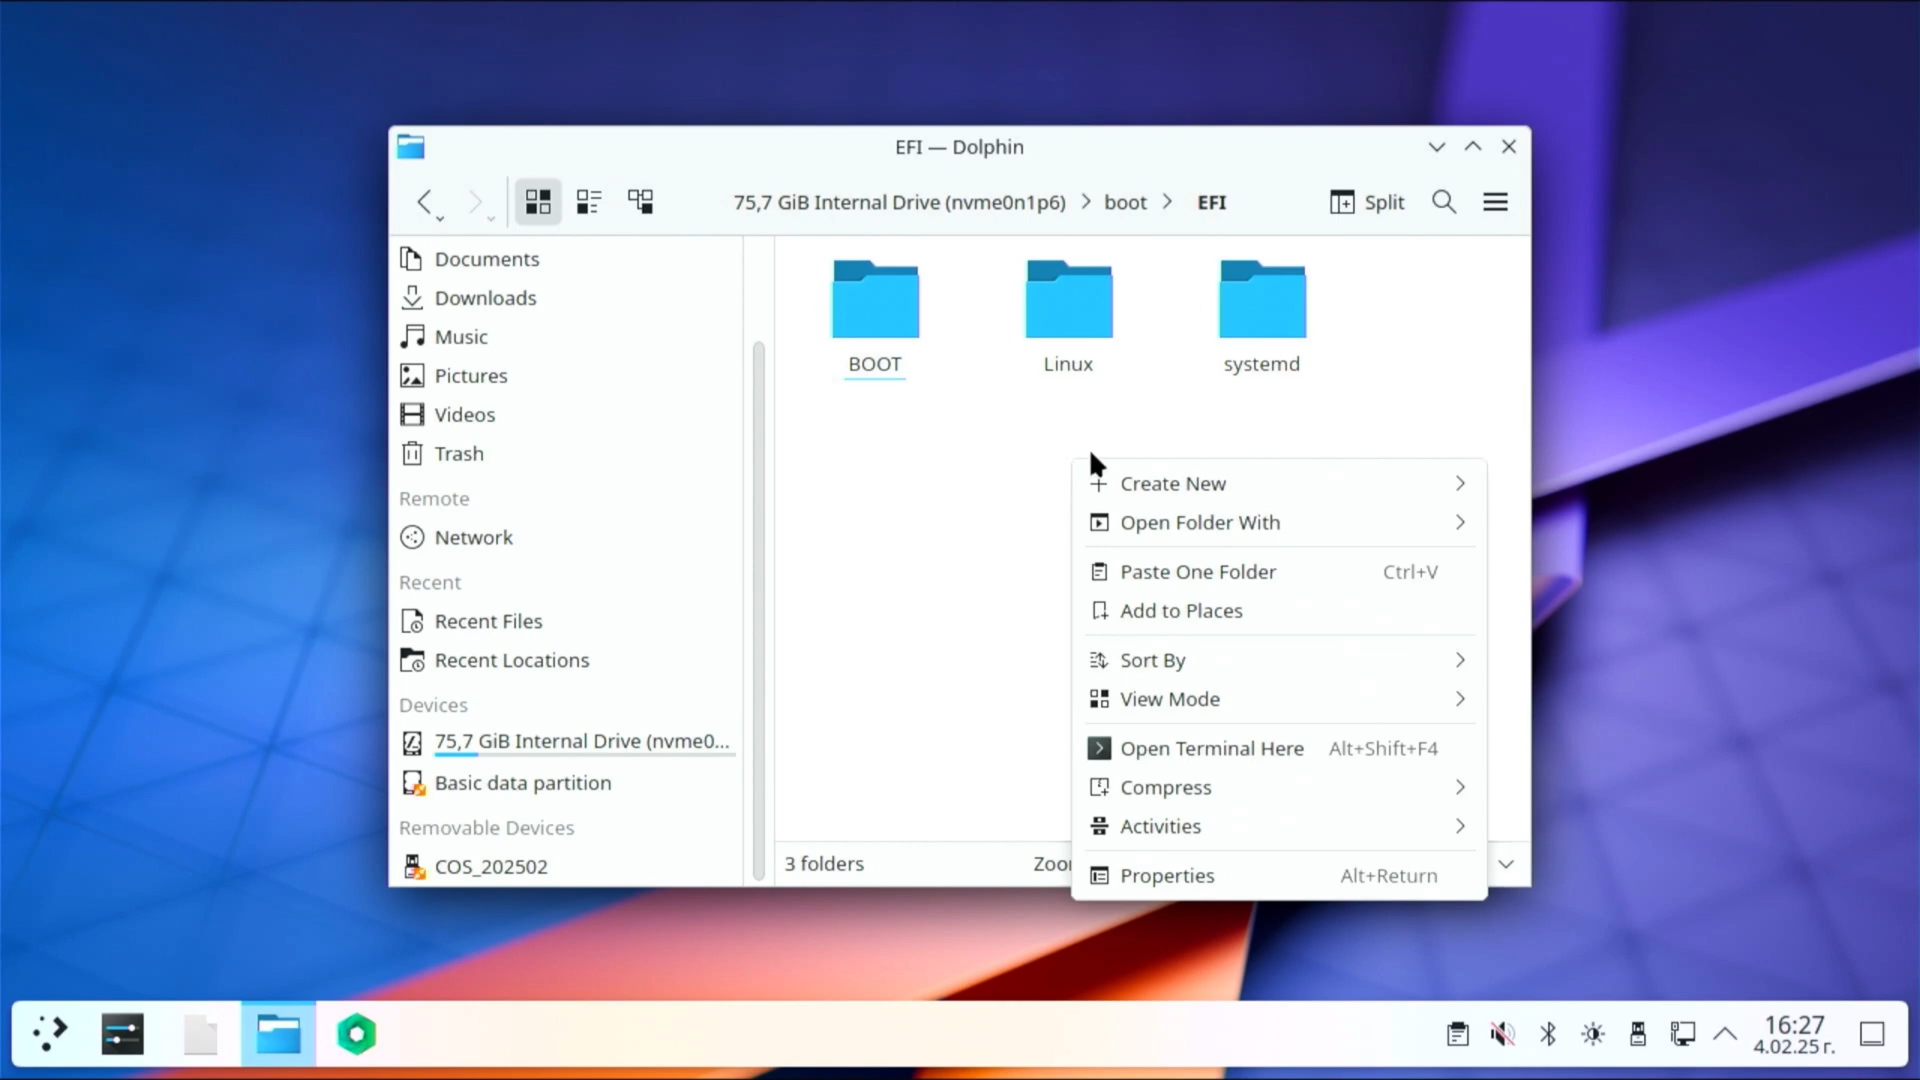 EFI — Dolphin
75,7 GiB Internal Drive (nvme0n1p6) boot EFI Split
Documents
Downloads
Music
Pictures
Videos
Trash
Remote
Network
Recent
Recent Files
Recent Locations
Devices
75,7 GiB Internal Drive (nvme0...
Basic data partition
Removable Devices
COS_202502
BOOT
Linux
systemd
Create New
Open Folder With
Paste One Folder Ctrl+V
Add to Places
Sort By
View Mode
Open Terminal Here Alt+Shift+F4
Compress
Activities
Properties Alt+Return
3 folders
Zoo
16:27
4.02.25 г.